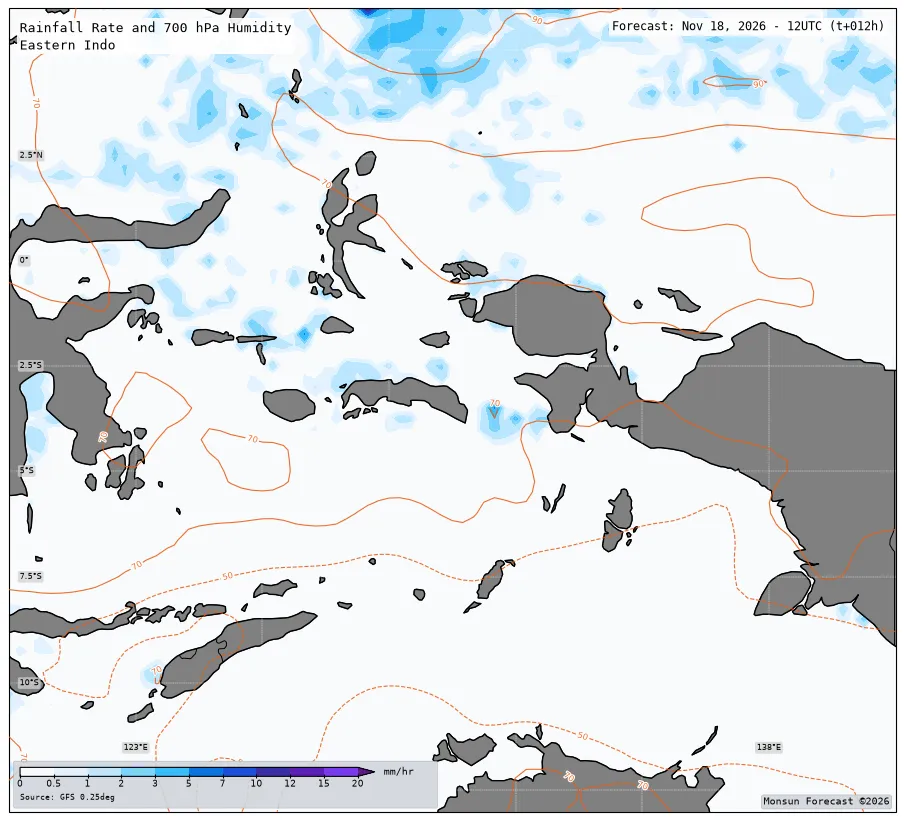 Rainfall Rate and 700 hPa Humidity
Eastern Indo
Forecast: Nov 18, 2026 - 12UTC (t+012h)
90
90
70
2.5°N
70
0°
2.5°S
70
70
70
5°S
70
50
7.5°S
70
10°S
50
123°E
138°E
70
70
70
0 0.5 1 2 3 5 7 10 12 15 20 mm/hr
Source: GFS 0.25deg
Monsun Forecast ©2026